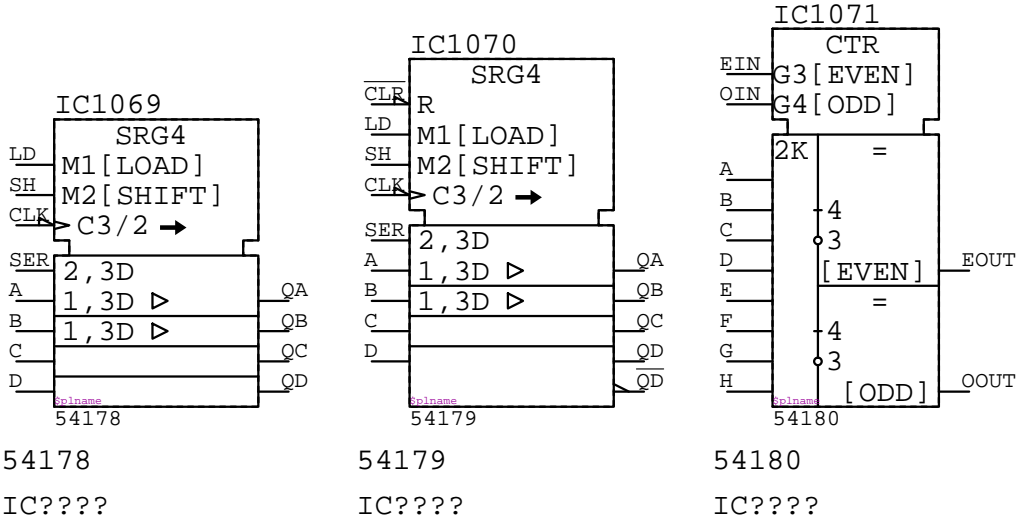 IC1069
SRG4
LD
M1[LOAD]
SH
M2[SHIFT]
CLK
C3/2
SER
2,3D
A
1,3D
QA
B
1,3D
QB
C
QC
D
QD
$plname
54178
54178
IC????
IC1070
SRG4
CLR
R
LD
M1[LOAD]
SH
M2[SHIFT]
CLK
C3/2
SER
2,3D
A
1,3D
QA
B
1,3D
QB
C
QC
D
QD
QD
$plname
54179
54179
IC????
IC1071
CTR
EIN
G3[EVEN]
OIN
G4[ODD]
2K
=
A
B
4
C
3
D
[EVEN]
EOUT
E
=
F
4
G
3
H
[ODD]
OOUT
$plname
54180
54180
IC????